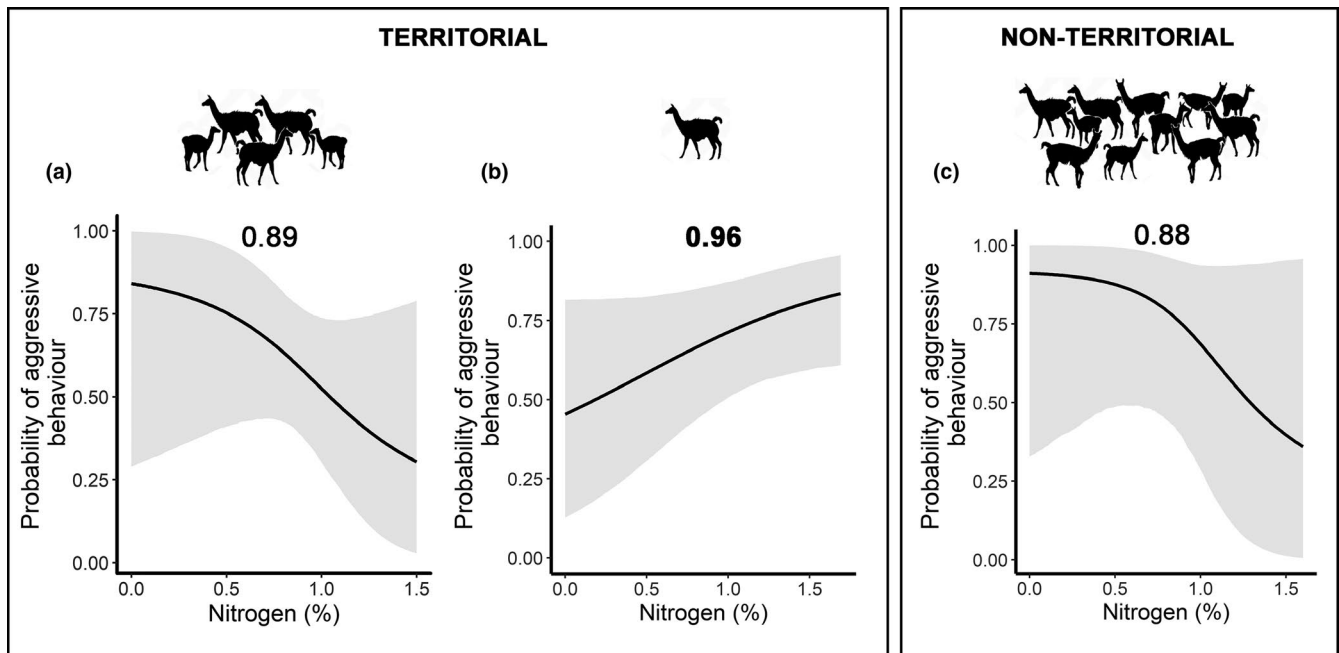 TERRITORIAL
NON-TERRITORIAL
(a)
0.89
Probability of aggressive
behaviour
1.00
0.75
0.50
0.25
0.00
0.0 0.5 1.0 1.5
Nitrogen (%)
(b)
0.96
Probability of aggressive
behaviour
1.00
0.75
0.50
0.25
0.00
0.0 0.5 1.0 1.5
Nitrogen (%)
(c)
0.88
Probability of aggressive
behaviour
1.00
0.75
0.50
0.25
0.00
0.0 0.5 1.0 1.5
Nitrogen (%)